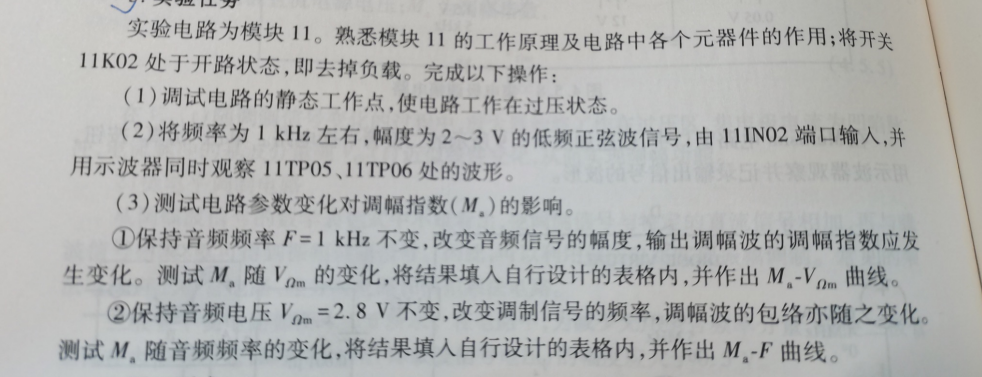 实验电路为模块 11。熟悉模块 11 的工作原理及电路中各个元器件的作用;将开关
11K02 处于开路状态,即去掉负载。完成以下操作:
(1)调试电路的静态工作点,使电路工作在过压状态。
(2)将频率为 1 kHz 左右,幅度为 2~3 V 的低频正弦波信号,由 11IN02 端口输入,并
用示波器同时观察 11TP05、11TP06 处的波形。
(3)测试电路参数变化对调幅指数(Mₐ)的影响。
①保持音频频率 F=1 kHz 不变,改变音频信号的幅度,输出调幅波的调幅指数应发
生变化。测试 Mₐ 随 V_Ωm 的变化,将结果填入自行设计的表格内,并作出 Mₐ-V_Ωm 曲线。
②保持音频电压 V_Ωm=2.8 V 不变,改变调制信号的频率,调幅波的包络亦随之变化。
测试 Mₐ 随音频频率的变化,将结果填入自行设计的表格内,并作出 Mₐ-F 曲线。